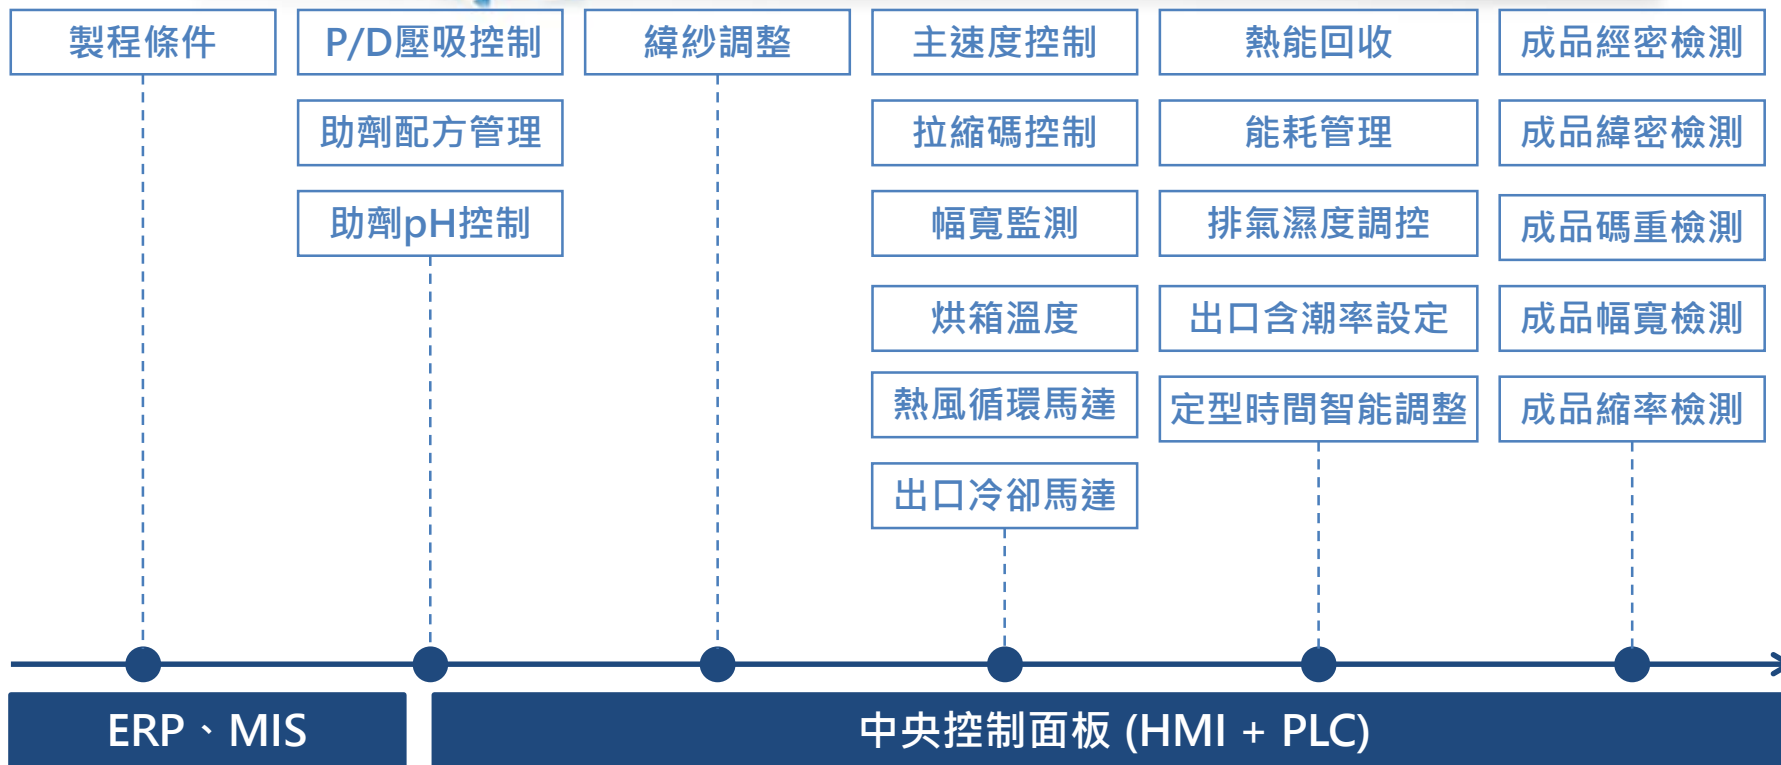 製程條件
P/D壓吸控制
助劑配方管理
助劑pH控制
緯紗調整
主速度控制
拉縮碼控制
幅寬監測
烘箱溫度
熱風循環馬達
出口冷卻馬達
熱能回收
能耗管理
排氣濕度調控
出口含潮率設定
定型時間智能調整
成品經密檢測
成品緯密檢測
成品碼重檢測
成品幅寬檢測
成品縮率檢測
ERP、MIS
中央控制面板 (HMI + PLC)